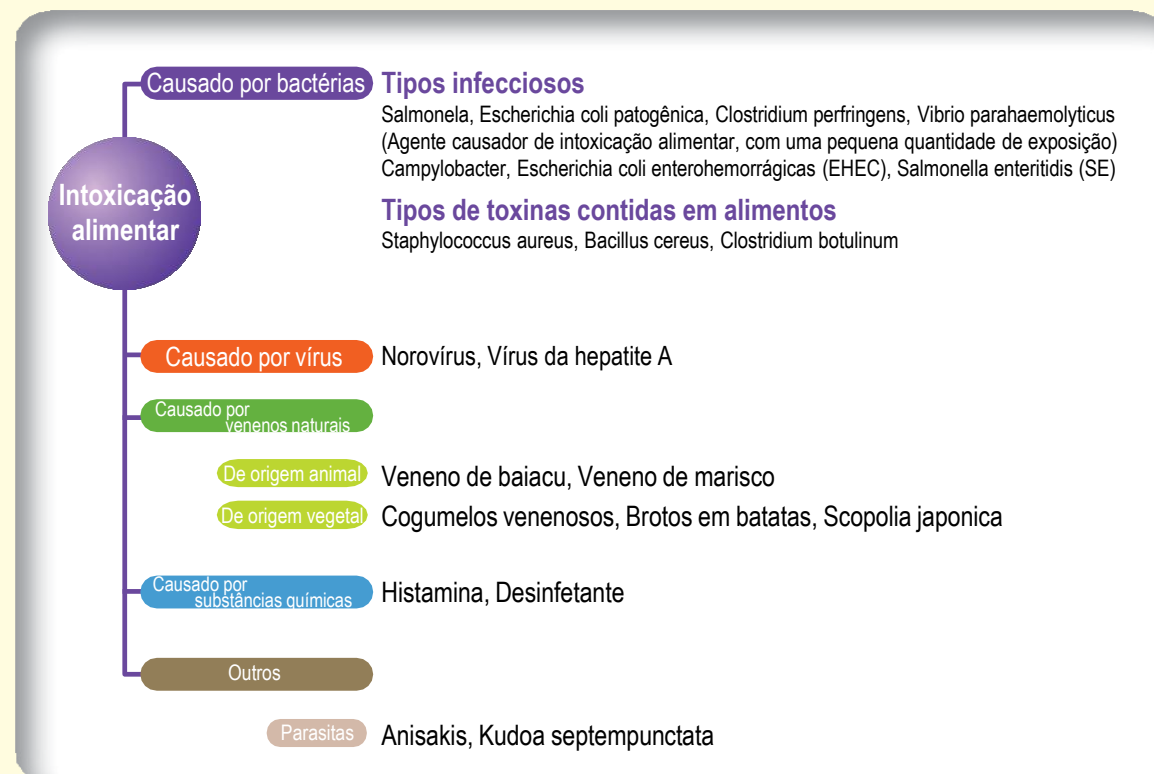 Causado por bactérias
Tipos infecciosos
Salmonela, Escherichia coli patogênica, Clostridium perfringens, Vibrio parahaemolyticus
(Agente causador de intoxicação alimentar, com uma pequena quantidade de exposição)
Campylobacter, Escherichia coli enterohemorrágicas (EHEC), Salmonella enteritidis (SE)
Intoxicação
alimentar
Tipos de toxinas contidas em alimentos
Staphylococcus aureus, Bacillus cereus, Clostridium botulinum
Causado por vírus
Norovírus, Vírus da hepatite A
Causado por
venenos naturais
De origem animal
Veneno de baiacu, Veneno de marisco
De origem vegetal
Cogumelos venenosos, Brotos em batatas, Scopolia japonica
Causado por
substâncias químicas
Histamina, Desinfetante
Outros
Parasitas
Anisakis, Kudoa septempunctata